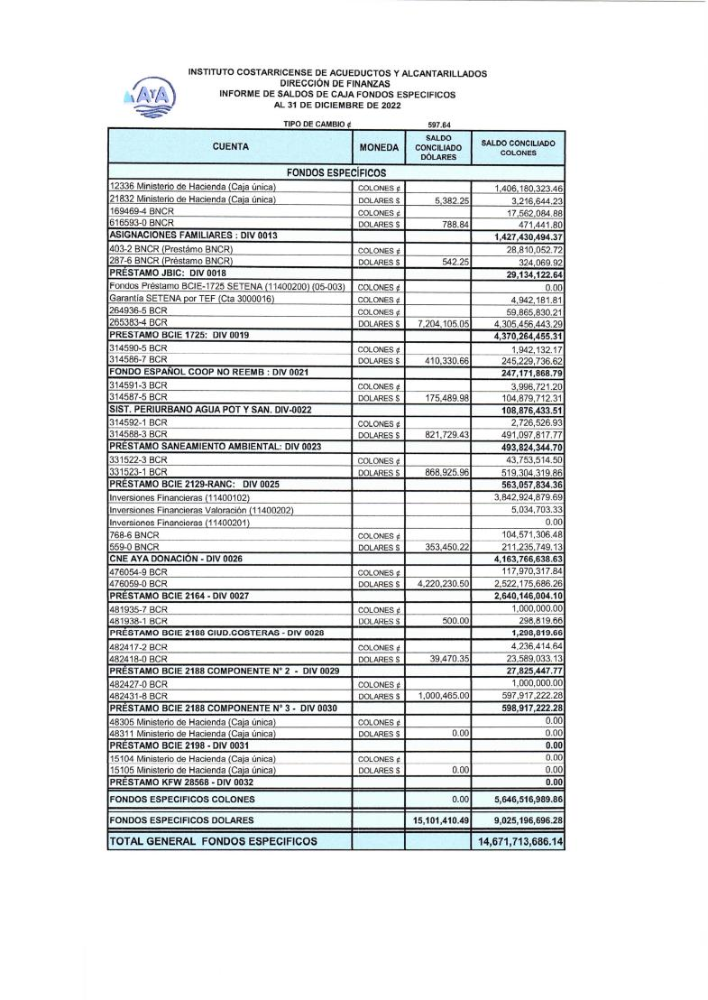 INSTITUTO COSTARRICENSE DE ACUEDUCTOS Y ALCANTARILLADOS
DIRECCIÓN DE FINANZAS
INFORME DE SALDOS DE CAJA FONDOS ESPECIFICOS
AL 31 DE DICIEMBRE DE 2022
AyA
TIPO DE CAMBIO ¢ 597.64
CUENTA MONEDA SALDO CONCILIADO DÓLARES SALDO CONCILIADO COLONES
FONDOS ESPECÍFICOS
12336 Ministerio de Hacienda (Caja única) COLONES ¢ 1,406,180,323.46
21832 Ministerio de Hacienda (Caja única) DOLARES $ 5,382.25 3,216,644.23
169469-4 BNCR COLONES ¢ 17,562,084.88
616593-0 BNCR DOLARES $ 788.84 471,441.80
ASIGNACIONES FAMILIARES : DIV 0013 1,427,430,494.37
403-2 BNCR (Prestámo BNCR) COLONES ¢ 28,810,052.72
287-6 BNCR (Préstamo BNCR) DOLARES $ 542.25 324,069.92
PRÉSTAMO JBIC: DIV 0018 29,134,122.64
Fondos Préstamo BCIE-1725 SETENA (11400200) (05-003) COLONES ¢ 0.00
Garantía SETENA por TEF (Cta 3000016) COLONES ¢ 4,942,181.81
264936-5 BCR COLONES ¢ 59,865,830.21
265383-4 BCR DOLARES $ 7,204,105.05 4,305,456,443.29
PRESTAMO BCIE 1725: DIV 0019 4,370,264,455.31
314590-5 BCR COLONES ¢ 1,942,132.17
314586-7 BCR DOLARES $ 410,330.66 245,229,736.62
FONDO ESPAÑOL COOP NO REEMB : DIV 0021 247,171,868.79
314591-3 BCR COLONES ¢ 3,996,721.20
314587-5 BCR DOLARES $ 175,489.98 104,879,712.31
SIST. PERIURBANO AGUA POT Y SAN. DIV-0022 108,876,433.51
314592-1 BCR COLONES ¢ 2,726,526.93
314588-3 BCR DOLARES $ 821,729.43 491,097,817.77
PRÉSTAMO SANEAMIENTO AMBIENTAL: DIV 0023 493,824,344.70
331522-3 BCR COLONES ¢ 43,753,514.50
331523-1 BCR DOLARES $ 868,925.96 519,304,319.86
PRÉSTAMO BCIE 2129-RANC: DIV 0025 563,057,834.36
Inversiones Financieras (11400102) 3,842,924,879.69
Inversiones Financieras Valoración (11400202) 5,034,703.33
Inversiones Financieras (11400201) 0.00
768-6 BNCR COLONES ¢ 104,571,306.48
559-0 BNCR DOLARES $ 353,450.22 211,235,749.13
CNE AYA DONACIÓN - DIV 0026 4,163,766,638.63
476054-9 BCR COLONES ¢ 117,970,317.84
476059-0 BCR DOLARES $ 4,220,230.50 2,522,175,686.26
PRÉSTAMO BCIE 2164 - DIV 0027 2,640,146,004.10
481935-7 BCR COLONES ¢ 1,000,000.00
481938-1 BCR DOLARES $ 500.00 298,819.66
PRÉSTAMO BCIE 2188 CIUD.COSTERAS - DIV 0028 1,298,819.66
482417-2 BCR COLONES ¢ 4,236,414.64
482418-0 BCR DOLARES $ 39,470.35 23,589,033.13
PRÉSTAMO BCIE 2188 COMPONENTE N° 2 - DIV 0029 27,825,447.77
482427-0 BCR COLONES ¢ 1,000,000.00
482431-8 BCR DOLARES $ 1,000,465.00 597,917,222.28
PRÉSTAMO BCIE 2188 COMPONENTE N° 3 - DIV 0030 598,917,222.28
48305 Ministerio de Hacienda (Caja única) COLONES ¢ 0.00
48311 Ministerio de Hacienda (Caja única) DOLARES $ 0.00 0.00
PRÉSTAMO BCIE 2198 - DIV 0031 0.00
15104 Ministerio de Hacienda (Caja única) COLONES ¢ 0.00
15105 Ministerio de Hacienda (Caja única) DOLARES $ 0.00 0.00
PRÉSTAMO KFW 28568 - DIV 0032 0.00
FONDOS ESPECIFICOS COLONES 0.00 5,646,516,989.86
FONDOS ESPECIFICOS DOLARES 15,101,410.49 9,025,196,696.28
TOTAL GENERAL FONDOS ESPECIFICOS 14,671,713,686.14